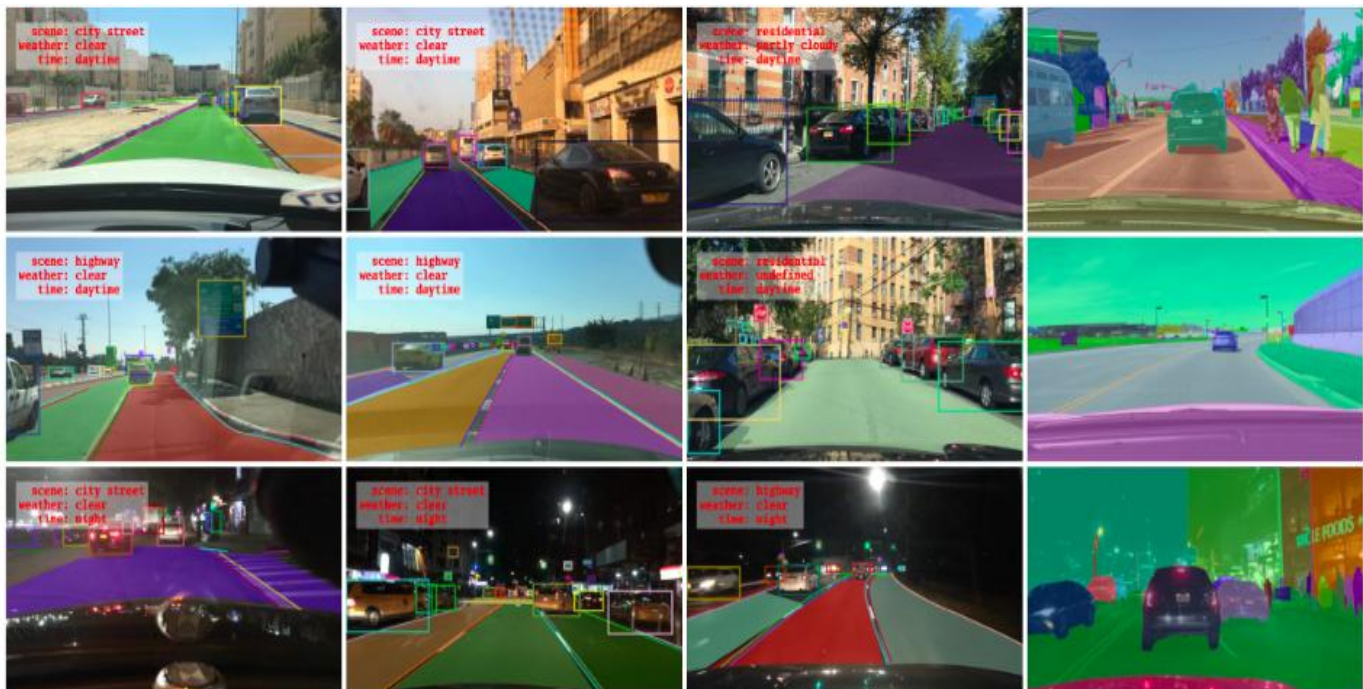 scene: city street
weather: clear
time: daytime
scene: city street
weather: clear
time: daytime
scene: residential
weather: partly cloudy
time: daytime
scene: highway
weather: clear
time: daytime
scene: highway
weather: clear
time: daytime
scene: residential
weather: undefined
time: daytime
scene: city street
weather: clear
time: night
scene: city street
weather: clear
time: night
scene: highway
weather: clear
time: night
FOODS